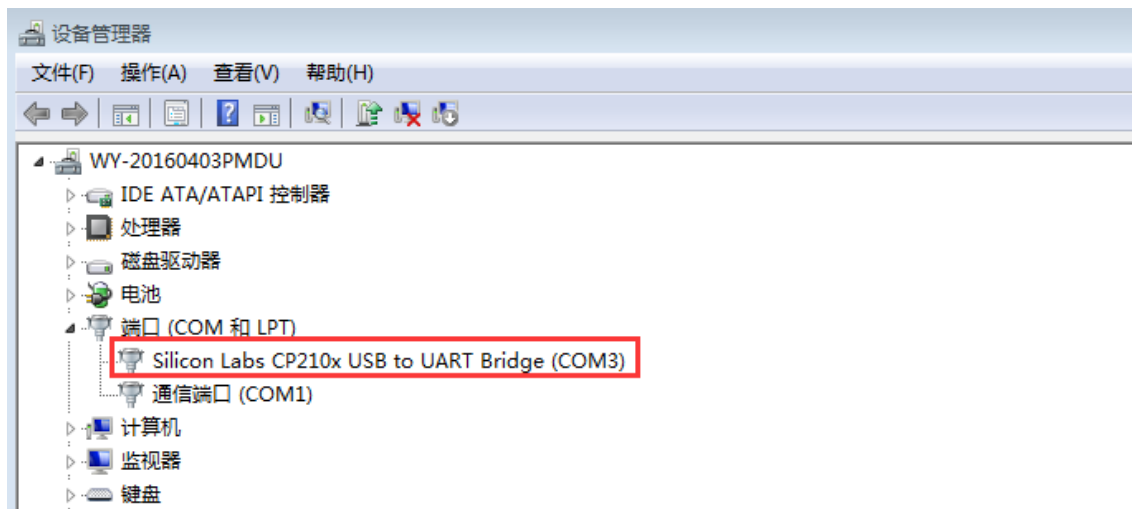 设备管理器
文件(F) 操作(A) 查看(V) 帮助(H)
WY-20160403PMDU
IDE ATA/ATAPI 控制器
处理器
磁盘驱动器
电池
端口 (COM 和 LPT)
Silicon Labs CP210x USB to UART Bridge (COM3)
通信端口 (COM1)
计算机
监视器
键盘